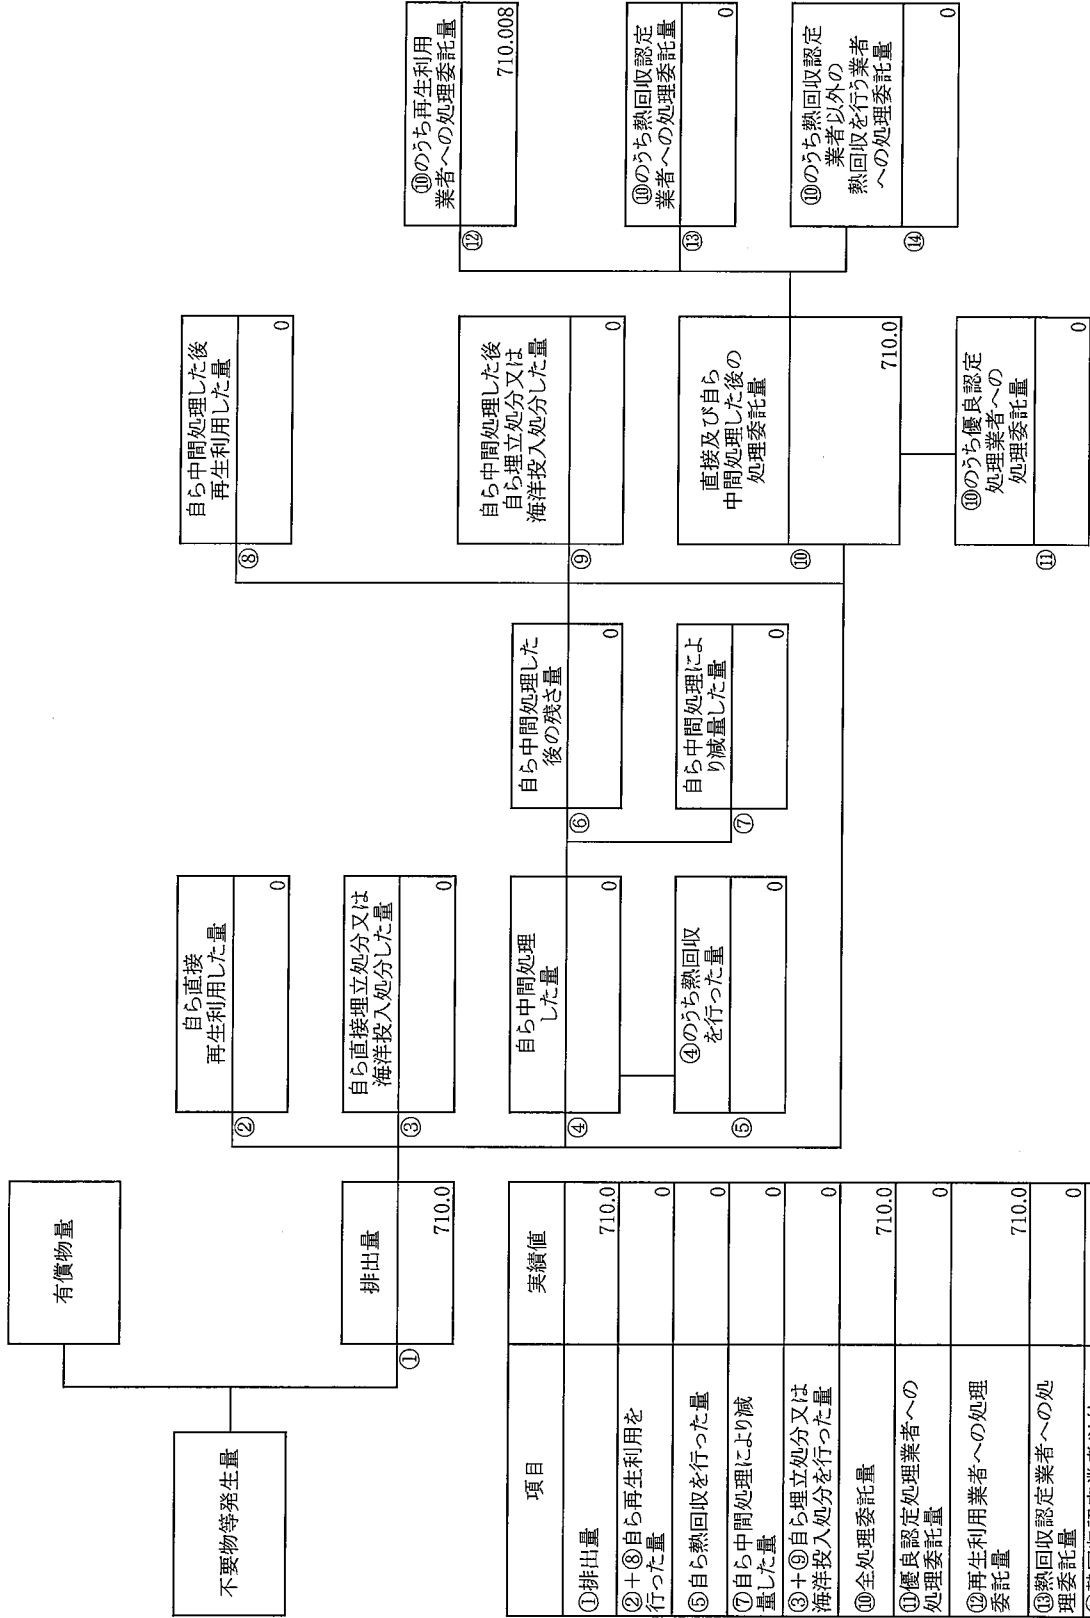 不要物等発生量
有償物量
①
排出量
710.0
②
自ら直接
再生利用した量
0
③
自ら直接埋立処分又は
海洋投入処分した量
0
④
自ら中間処理
した量
0
⑤
④のうち熱回収
を行った量
0
⑥
自ら中間処理した
後の残さ量
0
⑦
自ら中間処理によ
り減量した量
0
⑧
自ら中間処理した後
再生利用した量
0
⑨
自ら中間処理した後
自ら埋立処分又は
海洋投入処分した量
0
⑩
直接及び自ら
中間処理した後の
処理委託量
710.0
⑪
⑩のうち優良認定
処理業者への
処理委託量
0
⑫
⑩のうち再生利用
業者への処理委託量
710.008
⑬
⑩のうち熱回収認定
業者への処理委託量
0
⑭
⑩のうち熱回収認定
業者以外の
熱回収を行う業者
への処理委託量
0
項目 実績値
①排出量 710.0
②+⑧自ら再生利用を
行った量 0
⑤自ら熱回収を行った量 0
⑦自ら中間処理により減
量した量 0
③+⑨自ら埋立処分又は
海洋投入処分を行った量 0
⑩全処理委託量 710.0
⑪優良認定処理業者への
処理委託量 0
⑫再生利用業者への処理
委託量 710.0
⑬熱回収認定業者への処
理委託量 0